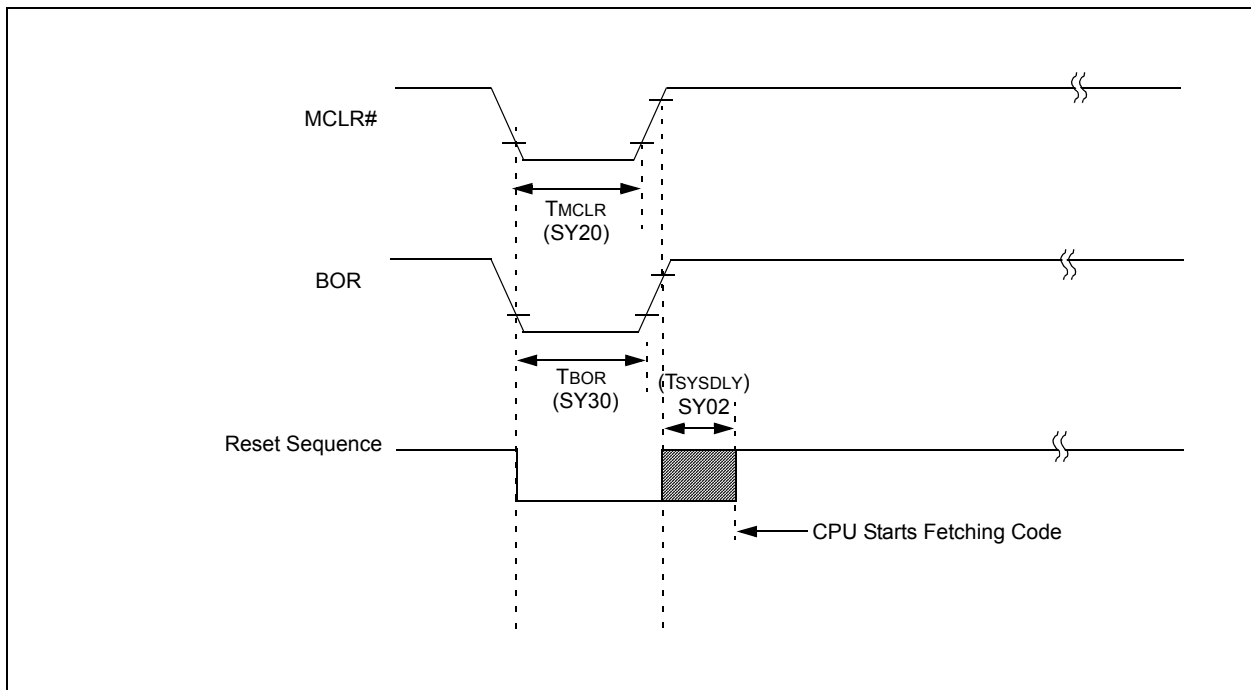 MCLR#
TMCLR
(SY20)
BOR
TBOR
(SY30)
(TSYSDLY)
SY02
Reset Sequence
CPU Starts Fetching Code